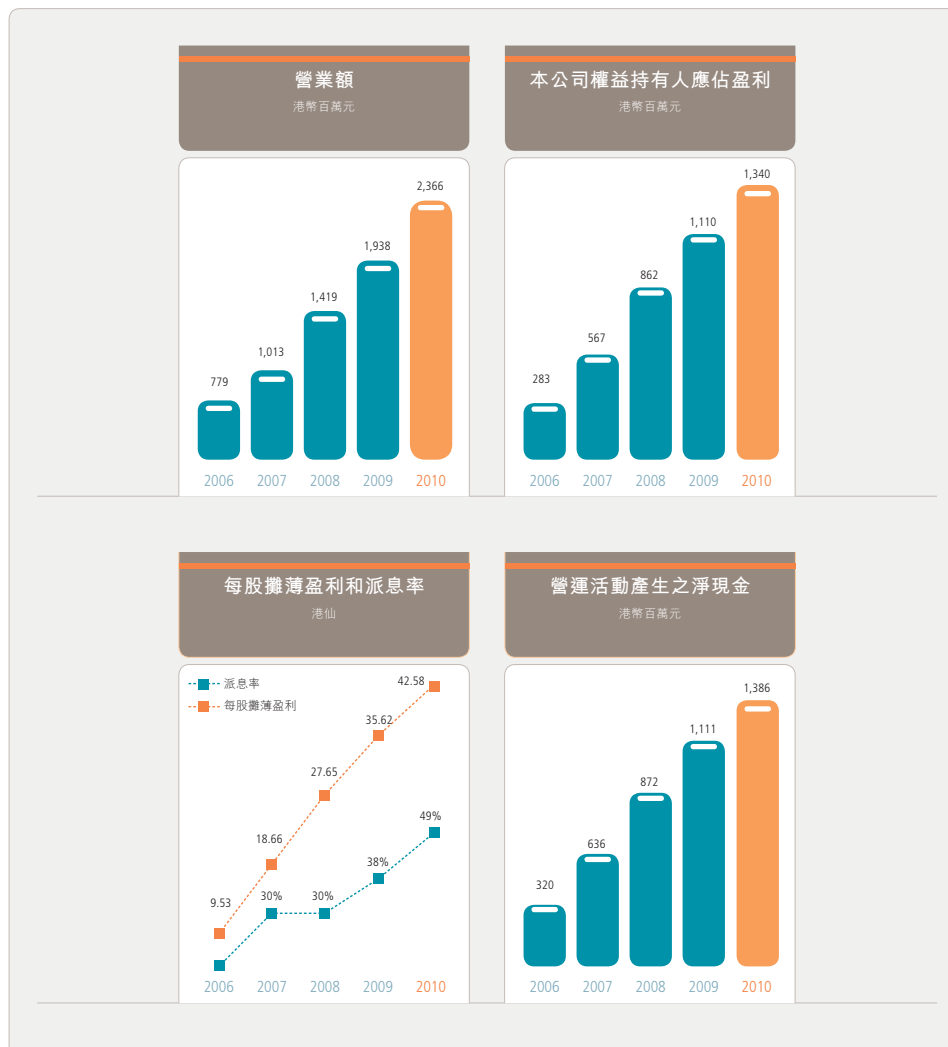 營業額
港幣百萬元
2,366
1,938
1,419
1,013
779
2006 2007 2008 2009 2010
本公司權益持有人應佔盈利
港幣百萬元
1,340
1,110
862
567
283
2006 2007 2008 2009 2010
每股攤薄盈利和派息率
港仙
派息率
每股攤薄盈利
42.58
35.62
27.65
18.66
9.53
49%
38%
30% 30%
2006 2007 2008 2009 2010
營運活動產生之淨現金
港幣百萬元
1,386
1,111
872
636
320
2006 2007 2008 2009 2010